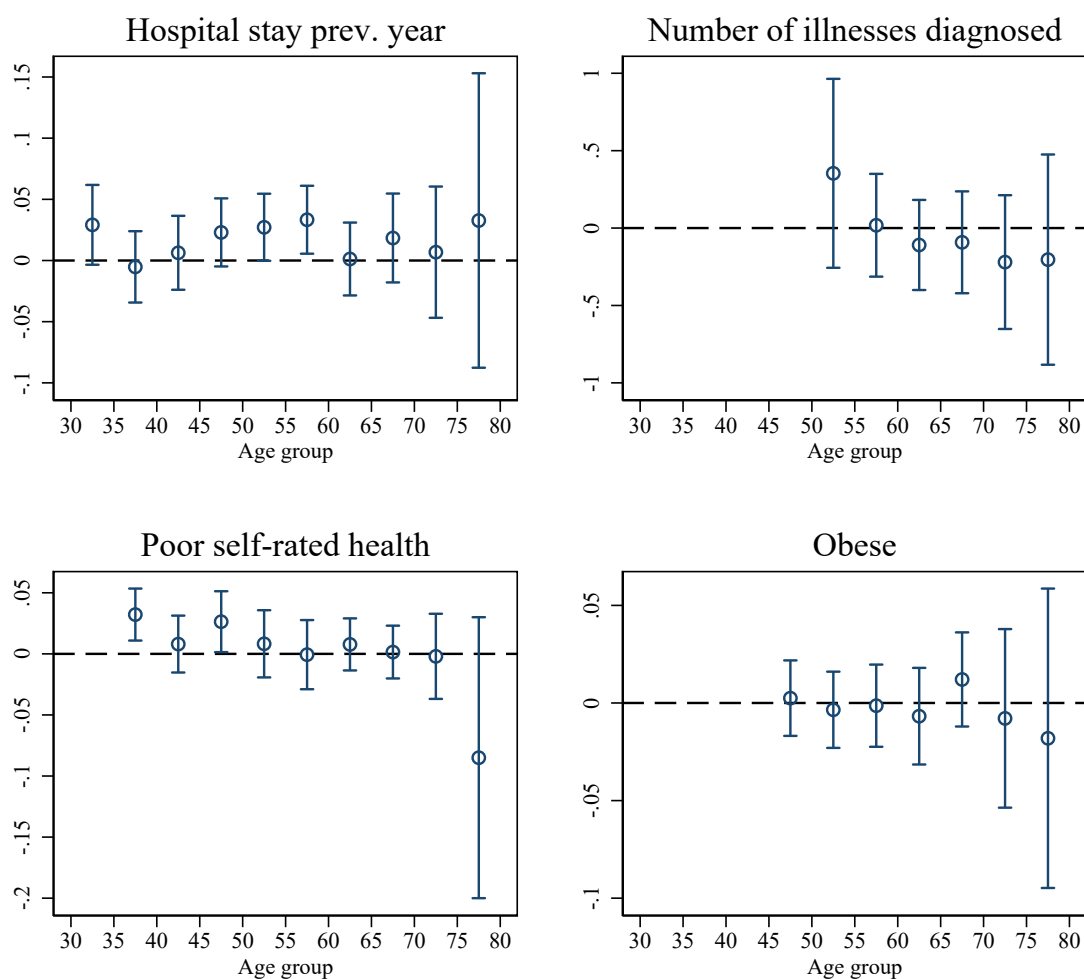 Hospital stay prev. year
.15
.1
.05
0
-.05
-.1
30 35 40 45 50 55 60 65 70 75 80
Age group
Number of illnesses diagnosed
1
.5
0
-.5
-1
30 35 40 45 50 55 60 65 70 75 80
Age group
Poor self-rated health
.05
0
-.05
-.1
-.15
-.2
30 35 40 45 50 55 60 65 70 75 80
Age group
Obese
.05
0
-.05
-.1
30 35 40 45 50 55 60 65 70 75 80
Age group